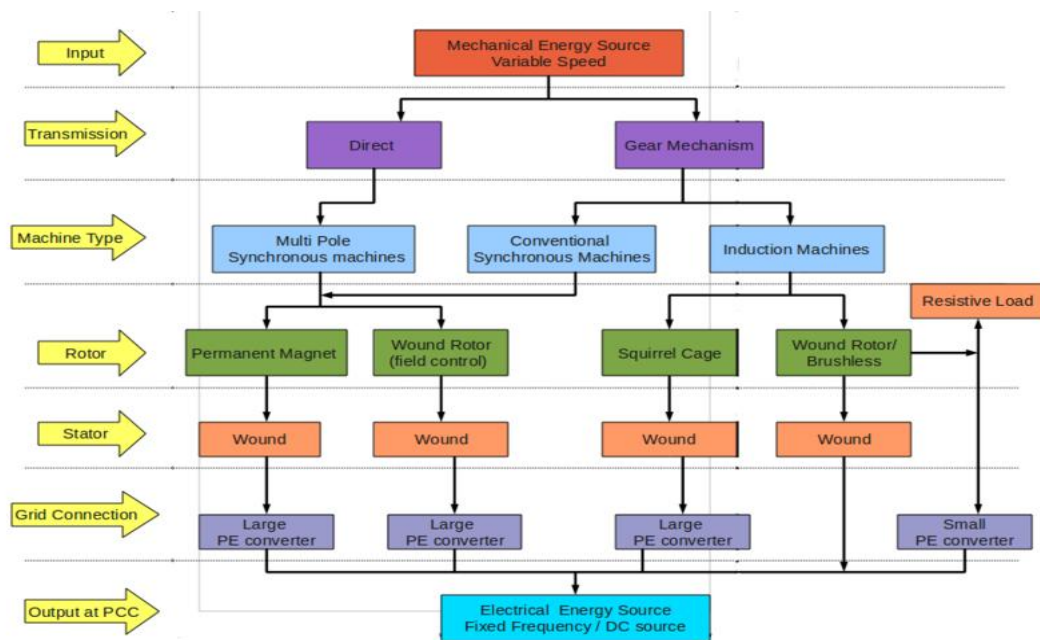 Input
Mechanical Energy Source
Variable Speed
Transmission
Direct
Gear Mechanism
Machine Type
Multi Pole
Synchronous machines
Conventional
Synchronous Machines
Induction Machines
Resistive Load
Rotor
Permanent Magnet
Wound Rotor
(field control)
Squirrel Cage
Wound Rotor/
Brushless
Stator
Wound
Wound
Wound
Wound
Grid Connection
Large
PE converter
Large
PE converter
Large
PE converter
Small
PE converter
Output at PCC
Electrical Energy Source
Fixed Frequency / DC source